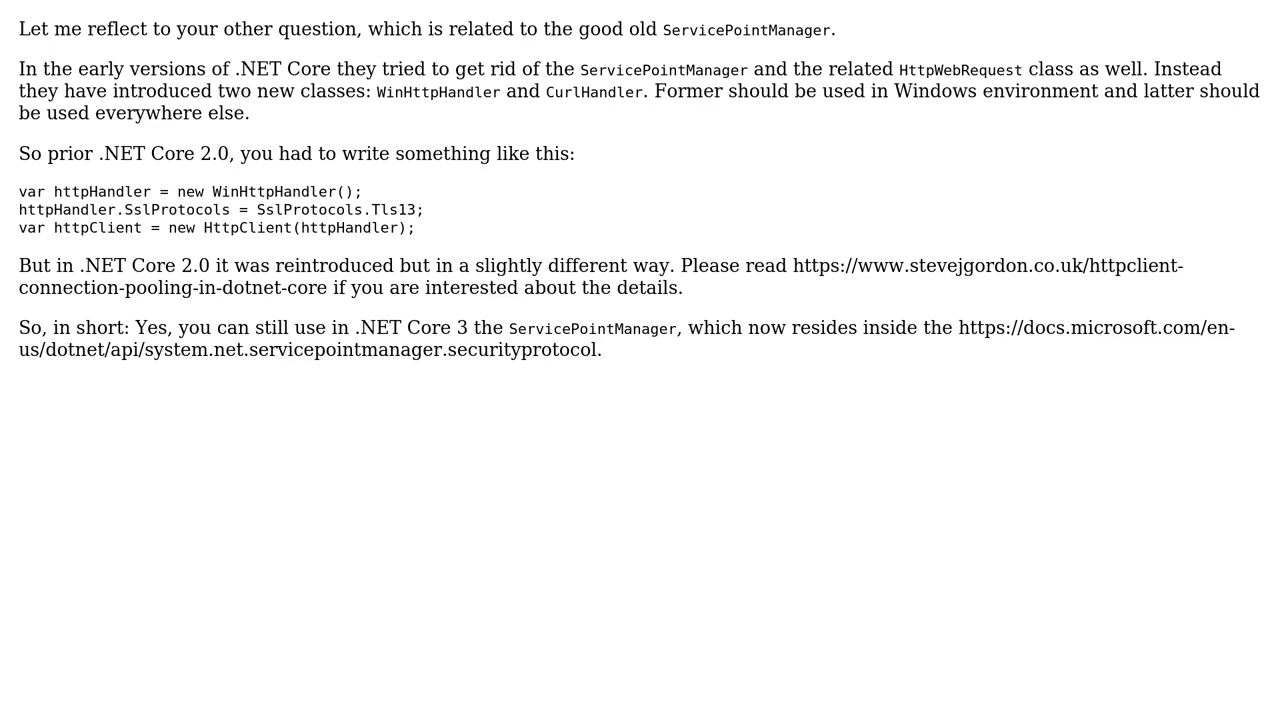 Let me reflect to your other question, which is related to the good old ServicePointManager.
In the early versions of .NET Core they tried to get rid of the ServicePointManager and the related HttpWebRequest class as well. Instead
they have introduced two new classes: WinHttpHandler and CurlHandler. Former should be used in Windows environment and latter should
be used everywhere else.
So prior .NET Core 2.0, you had to write something like this:
var httpHandler = new WinHttpHandler();
httpHandler.SslProtocols = SslProtocols.Tls13;
var httpClient = new HttpClient(httpHandler);
But in .NET Core 2.0 it was reintroduced but in a slightly different way. Please read https://www.stevejgordon.co.uk/httpclient-
connection-pooling-in-dotnet-core if you are interested about the details.
So, in short: Yes, you can still use in .NET Core 3 the ServicePointManager, which now resides inside the https://docs.microsoft.com/en-
us/dotnet/api/system.net.servicepointmanager.securityprotocol.